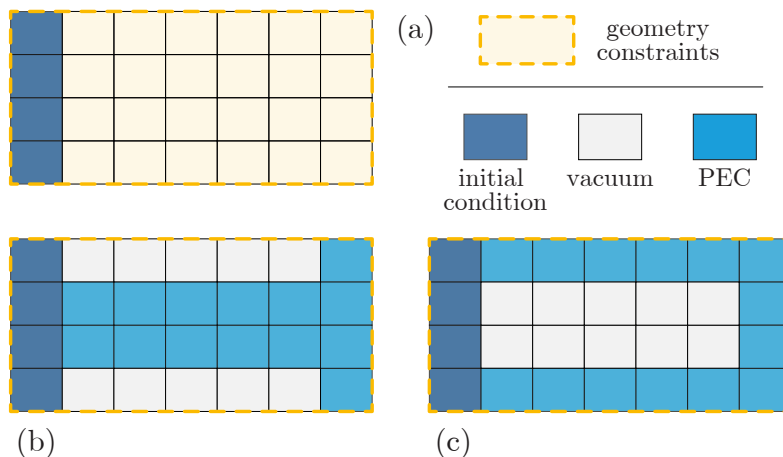 (a)
geometry
constraints
initial
condition
vacuum
PEC
(b)
(c)